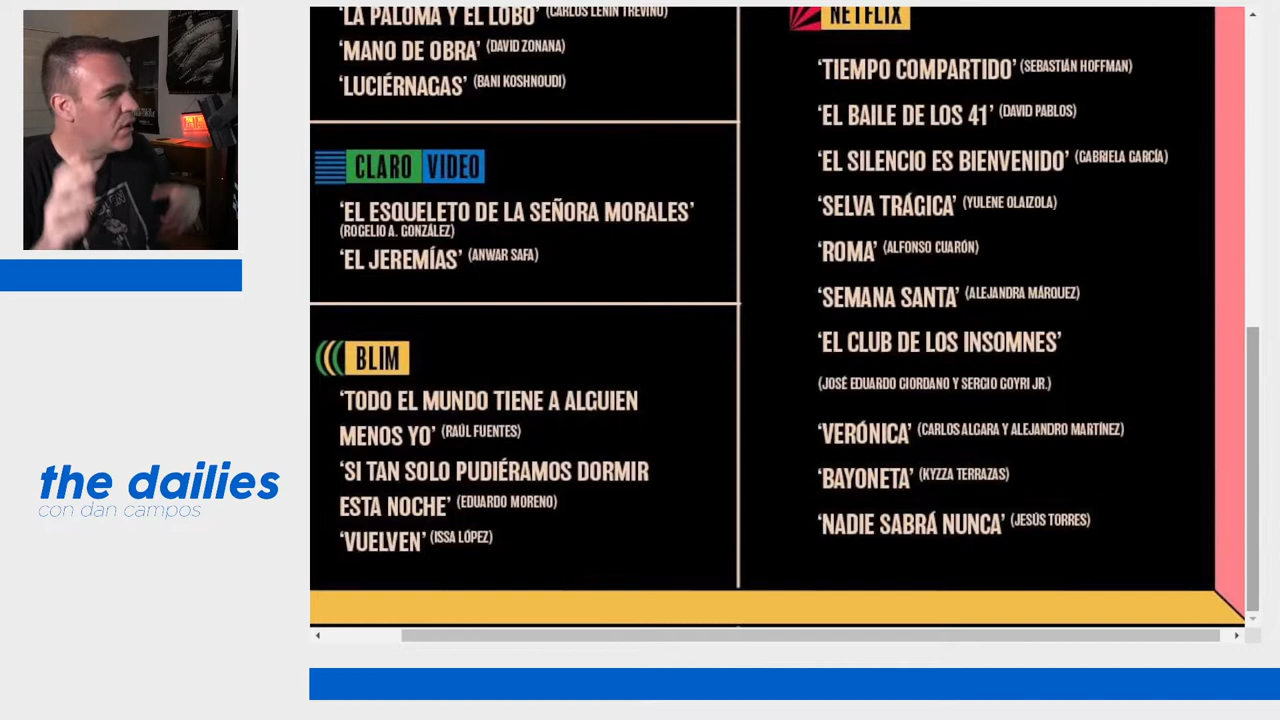 'LA PALOMA Y EL LOBO' (CARLOS LENIN TREVIÑO)
'MANO DE OBRA' (DAVID ZONANA)
'LUCIÉRNAGAS' (BANI KOSHNOUDI)
CLARO VIDEO
'EL ESQUELETO DE LA SEÑORA MORALES'
(ROGELIO A. GONZÁLEZ)
'EL JEREMÍAS' (ANWAR SAFA)
BLIM
'TODO EL MUNDO TIENE A ALGUIEN
MENOS YO' (RAÚL FUENTES)
'SI TAN SOLO PUDIÉRAMOS DORMIR
ESTA NOCHE' (EDUARDO MORENO)
'VUELVEN' (ISSA LÓPEZ)
NETFLIX
'TIEMPO COMPARTIDO' (SEBASTIÁN HOFFMAN)
'EL BAILE DE LOS 41' (DAVID PABLOS)
'EL SILENCIO ES BIENVENIDO' (GABRIELA GARCÍA)
'SELVA TRÁGICA' (YULENE OLAIZOLA)
'ROMA' (ALFONSO CUARÓN)
'SEMANA SANTA' (ALEJANDRA MÁRQUEZ)
'EL CLUB DE LOS INSOMNES'
(JOSÉ EDUARDO GIORDANO Y SERGIO GOYRI JR.)
'VERÓNICA' (CARLOS ALGARA Y ALEJANDRO MARTÍNEZ)
'BAYONETA' (KYZZA TERRAZAS)
'NADIE SABRÁ NUNCA' (JESÚS TORRES)
the dailies
con dan campos